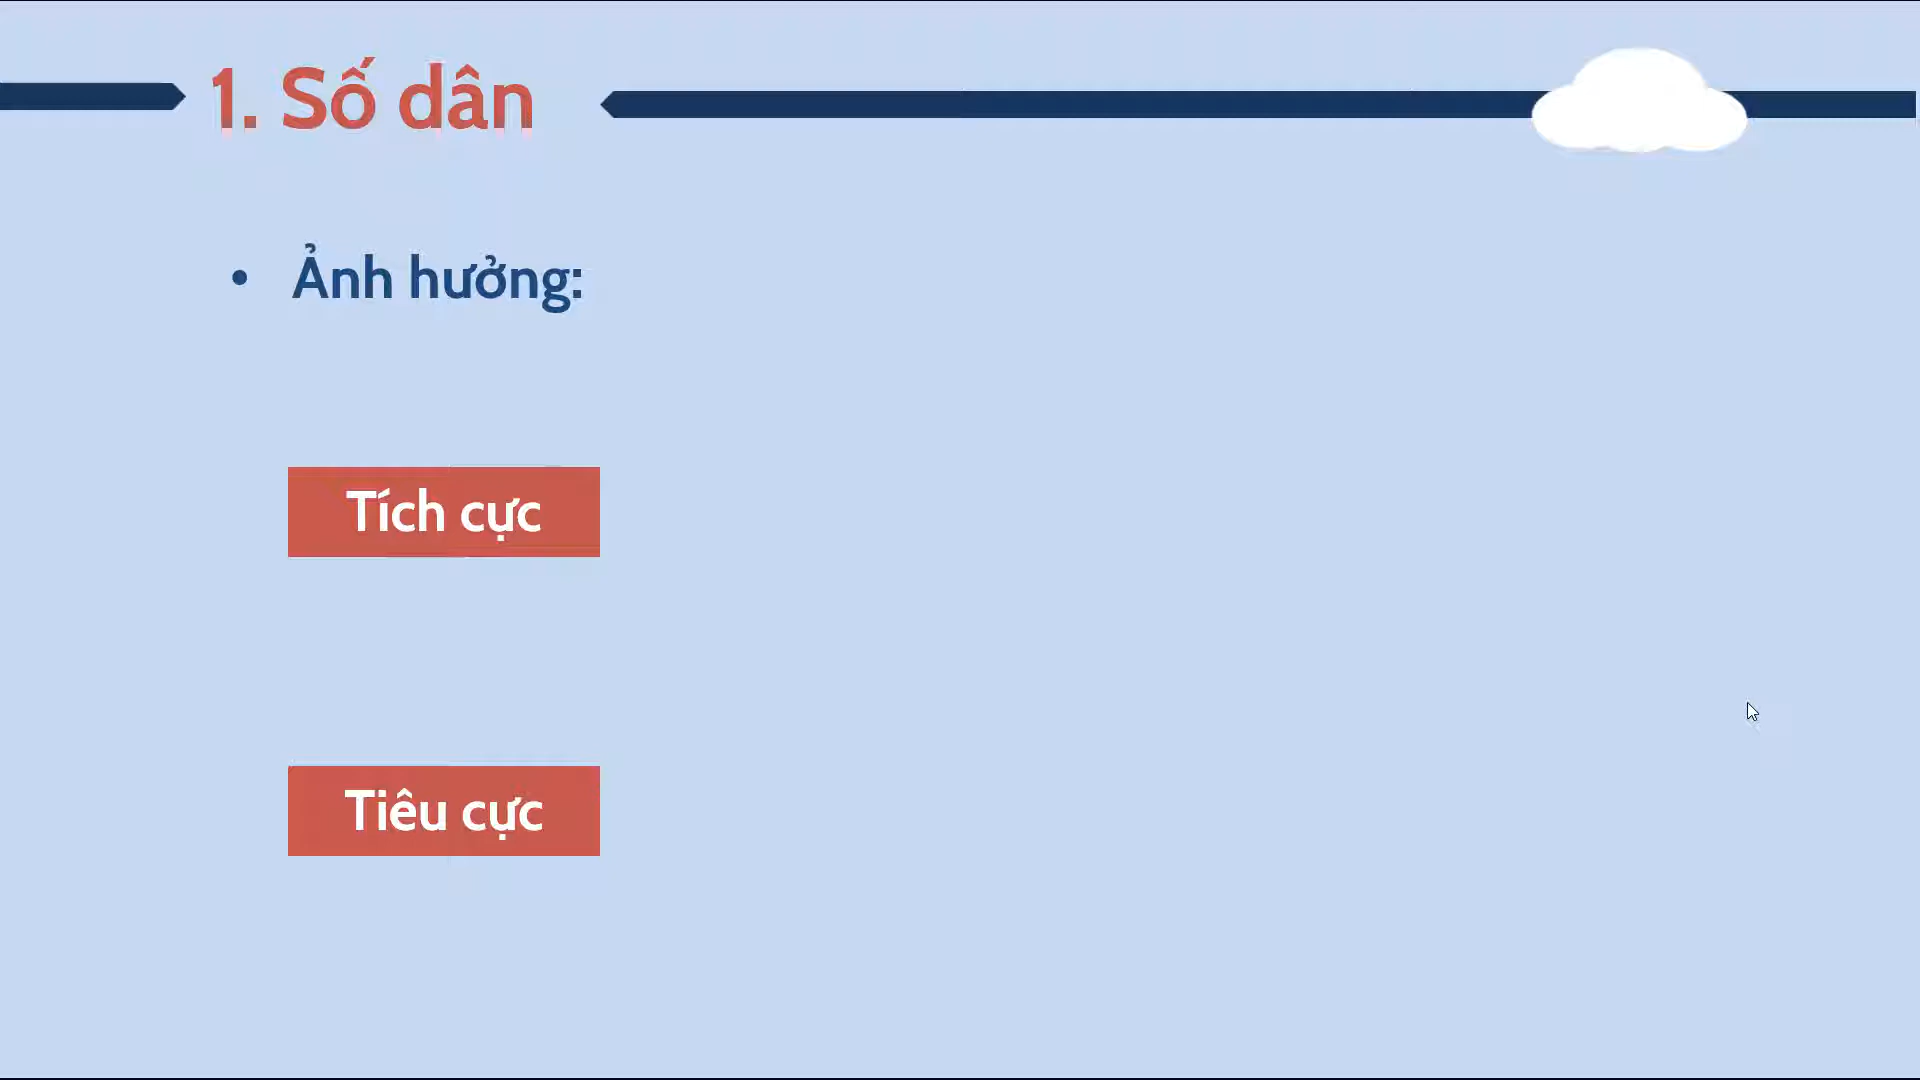 1. Số dân
• Ảnh hưởng:
Tích cực
Tiêu cực